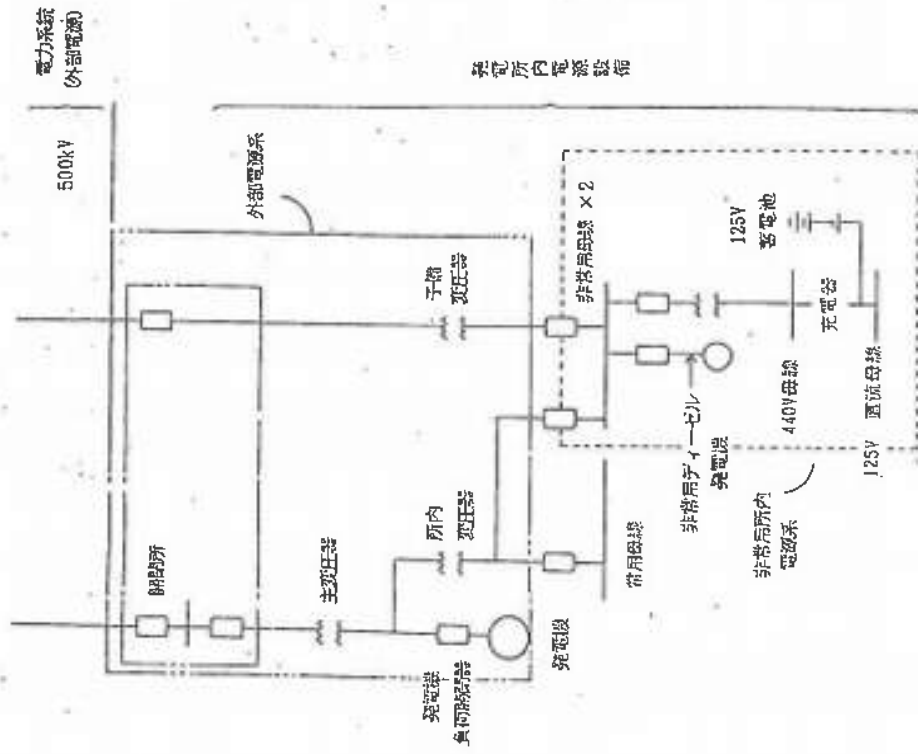 電力系統
(外部電源)
500kV
発電所内電源設備
外部電源系
開閉所
主変圧器
予備
変圧器
所内
変圧器
発電機
負荷開閉器
発電機
非常用母線 ×2
常用母線
非常用ディーゼル
発電機
125V
蓄電池
440V母線
充電器
125V
直流母線
非常用所内
電源系